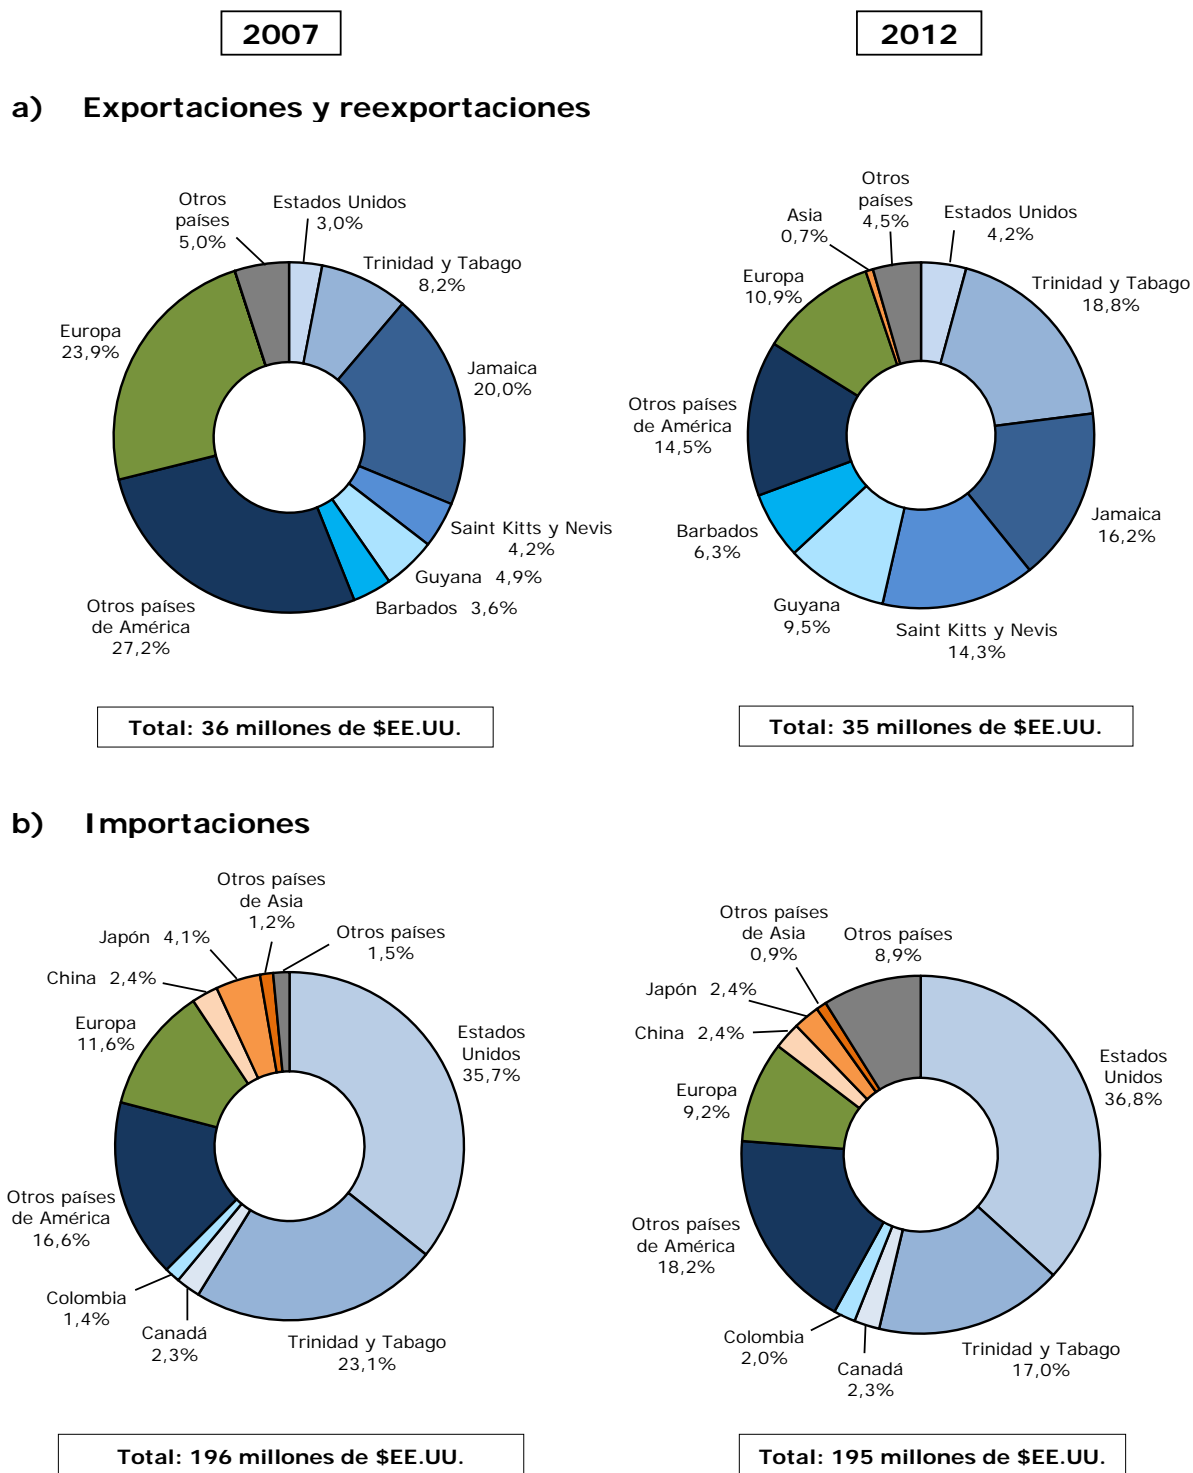 2007
2012
a) Exportaciones y reexportaciones
Otros
países
5,0%
Estados Unidos
3,0%
Trinidad y Tabago
8,2%
Jamaica
20,0%
Saint Kitts y Nevis
4,2%
Guyana 4,9%
Barbados 3,6%
Otros países
de América
27,2%
Europa
23,9%
Total: 36 millones de $EE.UU.
Otros
países
4,5%
Asia
0,7%
Estados Unidos
4,2%
Trinidad y Tabago
18,8%
Jamaica
16,2%
Saint Kitts y Nevis
14,3%
Guyana
9,5%
Barbados
6,3%
Otros países
de América
14,5%
Europa
10,9%
Total: 35 millones de $EE.UU.
b) Importaciones
Otros países
de Asia
1,2%
Otros países
1,5%
Japón 4,1%
China 2,4%
Europa
11,6%
Estados
Unidos
35,7%
Otros países
de América
16,6%
Colombia
1,4%
Canadá
2,3%
Trinidad y Tabago
23,1%
Total: 196 millones de $EE.UU.
Otros países
de Asia
0,9%
Otros países
8,9%
Japón 2,4%
China 2,4%
Europa
9,2%
Estados
Unidos
36,8%
Otros países
de América
18,2%
Colombia
2,0%
Canadá
2,3%
Trinidad y Tabago
17,0%
Total: 195 millones de $EE.UU.